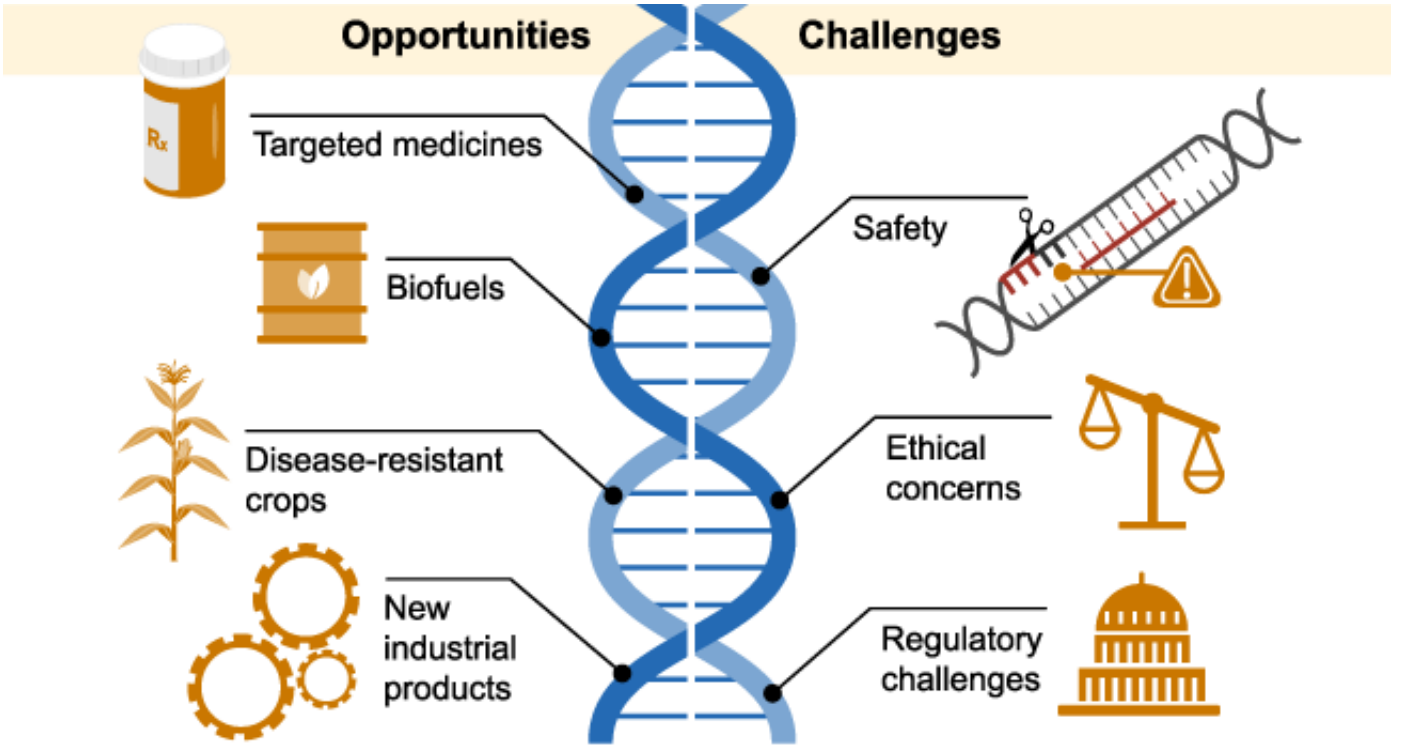 Opportunities
Challenges
Rx
Targeted medicines
Biofuels
Disease-resistant
crops
New
industrial
products
Safety
!
Ethical
concerns
Regulatory
challenges